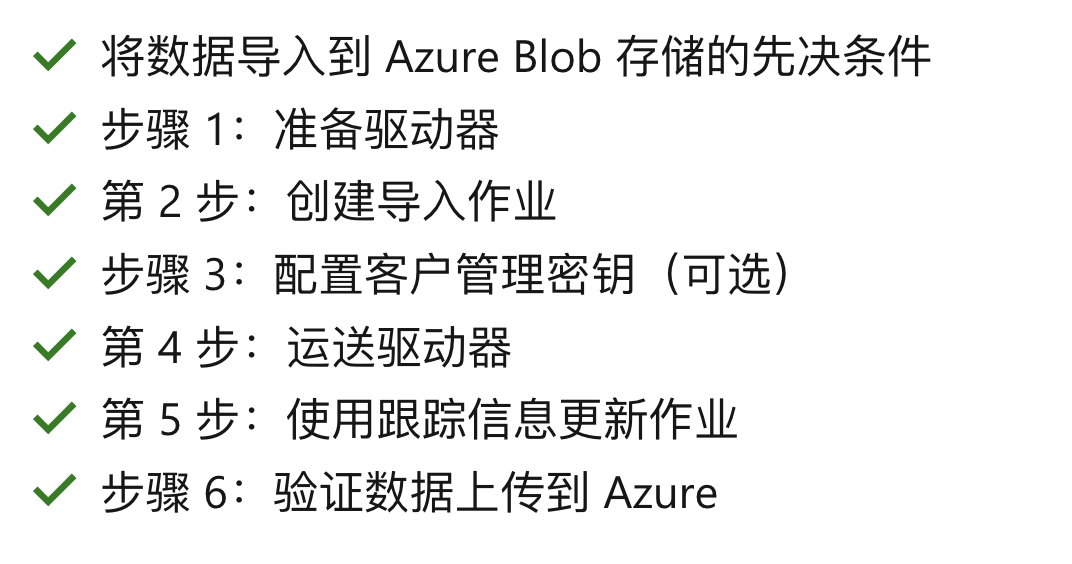 将数据导入到 Azure Blob 存储的先决条件
步骤 1：准备驱动器
第 2 步：创建导入作业
步骤 3：配置客户管理密钥（可选）
第 4 步：运送驱动器
第 5 步：使用跟踪信息更新作业
步骤 6：验证数据上传到 Azure